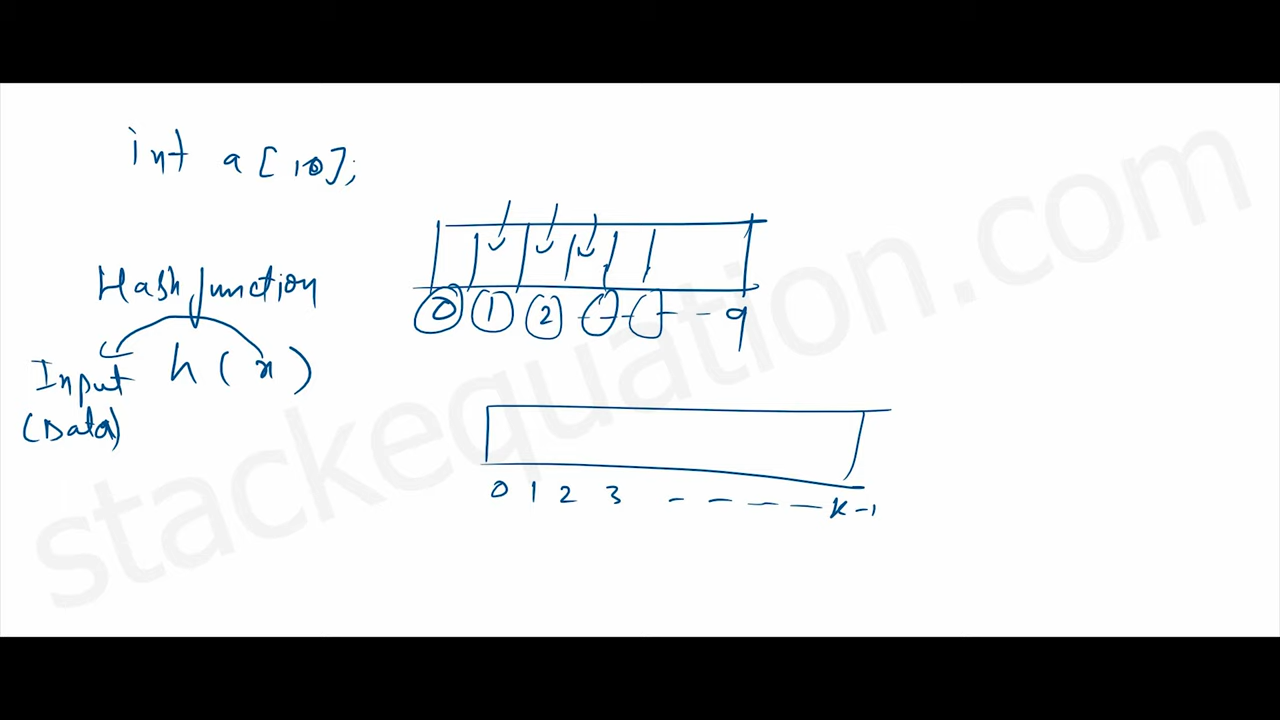 int a[10];
Hash function
h(x)
Input
(Data)
0 1 2 - - - - 9
0 1 2 3 - - - - K-1
stackequation.com